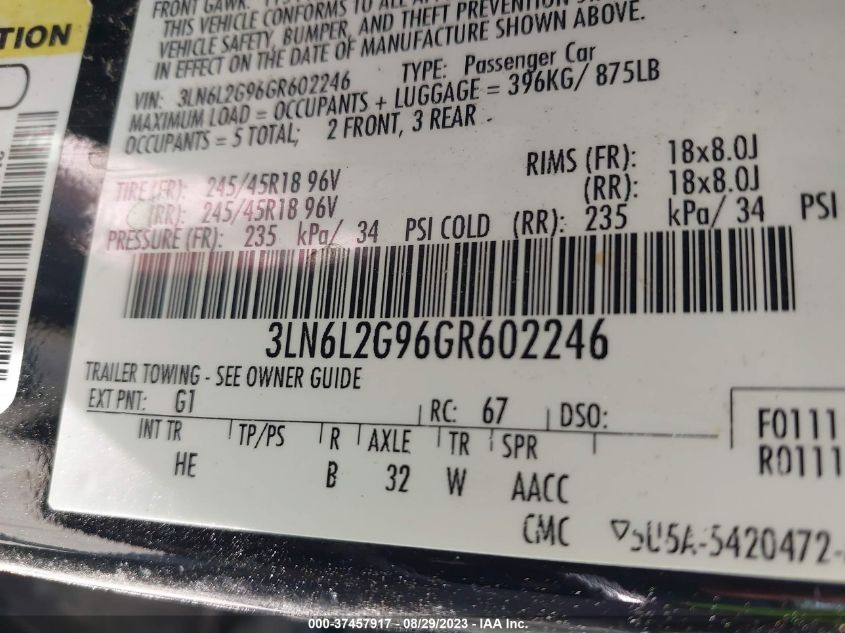 TION
THIS VEHICLE CONFORMS TO ALL
VEHICLE SAFETY, BUMPER, AND THEFT PREVENTION
IN EFFECT ON THE DATE OF MANUFACTURE SHOWN ABOVE.
VIN: 3LN6L2G96GR602246 TYPE: Passenger Car
MAXIMUM LOAD = OCCUPANTS + LUGGAGE = 396KG/ 875LB
OCCUPANTS = 5 TOTAL; 2 FRONT, 3 REAR
TIRE (FR): 245/45R18 96V RIMS (FR): 18x8.0J
(RR): 245/45R18 96V (RR): 18x8.0J
PRESSURE (FR): 235 kPa/ 34 PSI COLD (RR): 235 kPa/ 34 PSI
3LN6L2G96GR602246
TRAILER TOWING - SEE OWNER GUIDE
EXT PNT: G1 RC: 67 DSO:
INT TR TP/PS R AXLE TR SPR
HE B 32 W AACC
CMC
F0111
R0111
5U5A-5420472-
000-37457917 - 08/29/2023 - IAA Inc.